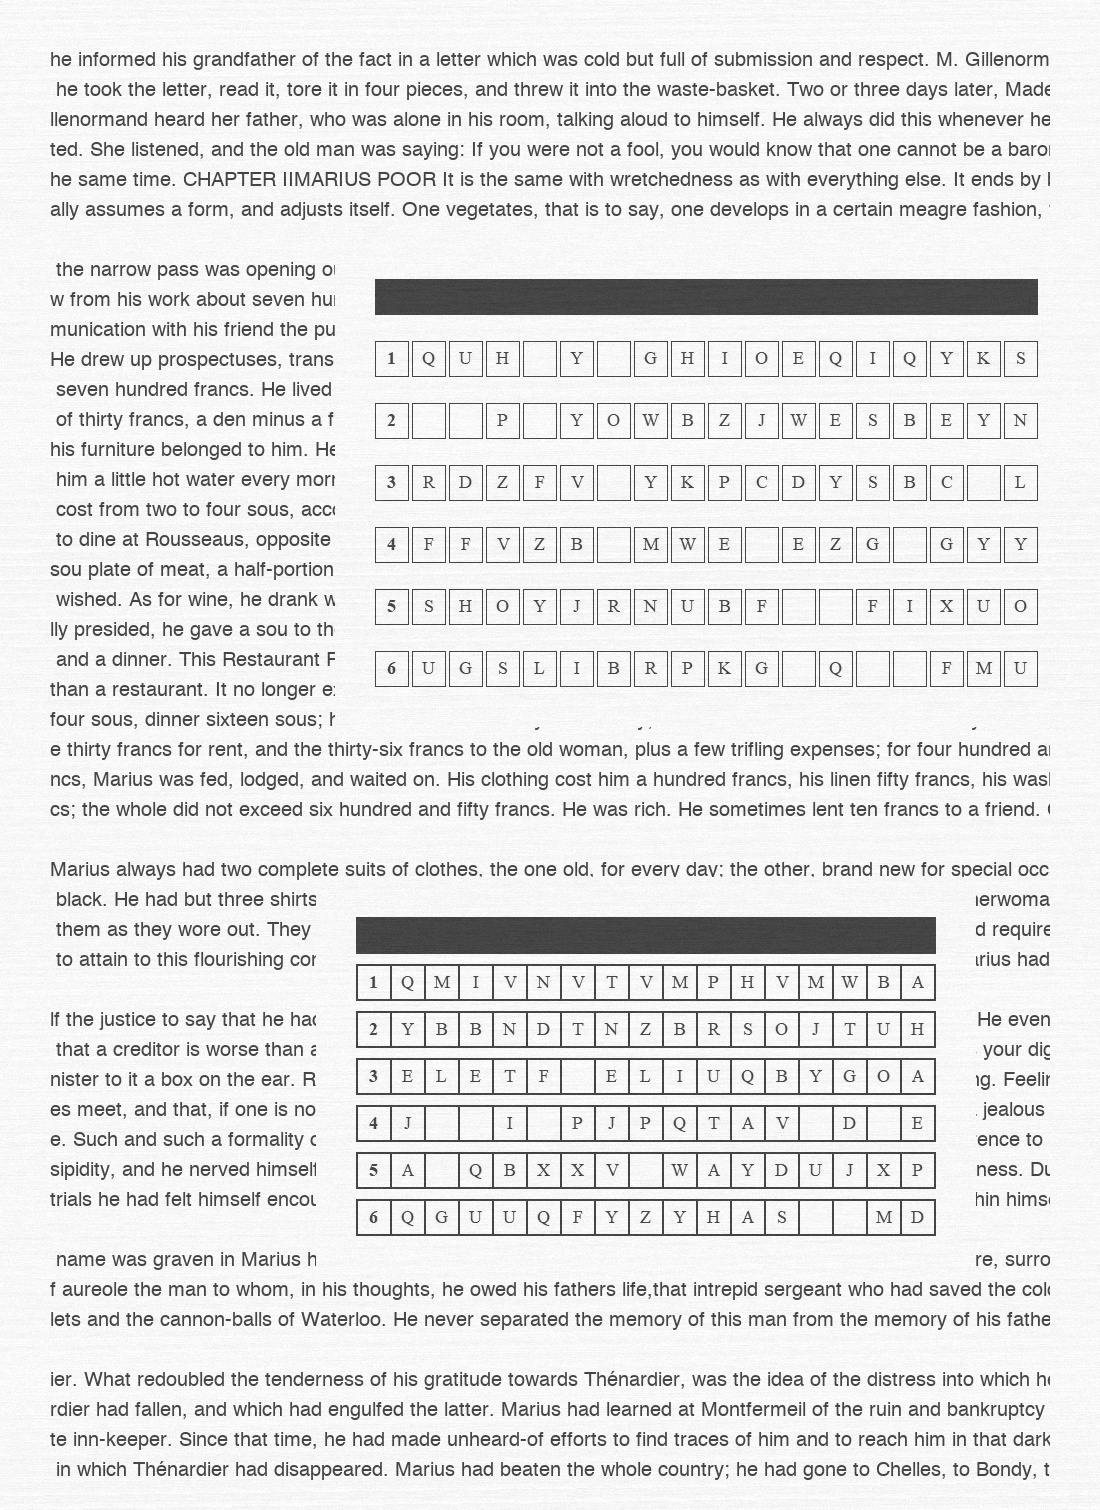 he informed his grandfather of the fact in a letter which was cold but full of submission and respect. M. Gillenorm
he took the letter, read it, tore it in four pieces, and threw it into the waste-basket. Two or three days later, Made
llenormand heard her father, who was alone in his room, talking aloud to himself. He always did this whenever he
ted. She listened, and the old man was saying: If you were not a fool, you would know that one cannot be a baron
he same time. CHAPTER IIMARIUS POOR It is the same with wretchedness as with everything else. It ends by
ally assumes a form, and adjusts itself. One vegetates, that is to say, one develops in a certain meagre fashion,
the narrow pass was opening
w from his work about seven hun
munication with his friend the pu
He drew up prospectuses, trans
seven hundred francs. He lived
of thirty francs, a den minus a f
his furniture belonged to him. He
him a little hot water every morn
cost from two to four sous, acco
to dine at Rousseaus, opposite
sou plate of meat, a half-portion
wished. As for wine, he drank w
lly presided, he gave a sou to th
and a dinner. This Restaurant
than a restaurant. It no longer
four sous, dinner sixteen sous;
1 Q U H Y G H I O E Q I Q Y K S
2 P Y O W B Z J W E S B E Y N
3 R D Z F V Y K P C D Y S B C L
4 F F V Z B M W E E Z G G Y Y
5 S H O Y J R N U B F F I X U O
6 U G S L I B R P K G Q F M U
e thirty francs for rent, and the thirty-six francs to the old woman, plus a few trifling expenses; for four hundred
ncs, Marius was fed, lodged, and waited on. His clothing cost him a hundred francs, his linen fifty francs, his was
cs; the whole did not exceed six hundred and fifty francs. He was rich. He sometimes lent ten francs to a friend.
Marius always had two complete suits of clothes, the one old, for every day; the other, brand new for special occ
black. He had but three shirts herwoma
them as they wore out. They d require
to attain to this flourishing con arius had
1 Q M I V N V T V M P H V M W B A
2 Y B B N D T N Z B R S O J T U H
3 E L E T F E L I U Q B Y G O A
4 J I P J P Q T A V D E
5 A Q B X X V W A Y D U J X P
6 Q G U U Q F Y Z Y H A S M D
If the justice to say that he had He even
that a creditor is worse than a your dig
nister to it a box on the ear. R ng. Feelin
es meet, and that, if one is no jealous
e. Such and such a formality ence to
sipidity, and he nerved himself ness. Du
trials he had felt himself encou hin himse
name was graven in Marius h re, surro
f aureole the man to whom, in his thoughts, he owed his fathers life,that intrepid sergeant who had saved the colo
lets and the cannon-balls of Waterloo. He never separated the memory of this man from the memory of his fathe
ier. What redoubled the tenderness of his gratitude towards Thénardier, was the idea of the distress into which he
rdier had fallen, and which had engulfed the latter. Marius had learned at Montfermeil of the ruin and bankruptcy
te inn-keeper. Since that time, he had made unheard-of efforts to find traces of him and to reach him in that dark
in which Thénardier had disappeared. Marius had beaten the whole country; he had gone to Chelles, to Bondy, t